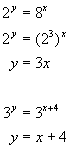 2^y = 8^x
2^y = (2^3)^x
y = 3x
3^y = 3^{x+4}
y = x + 4